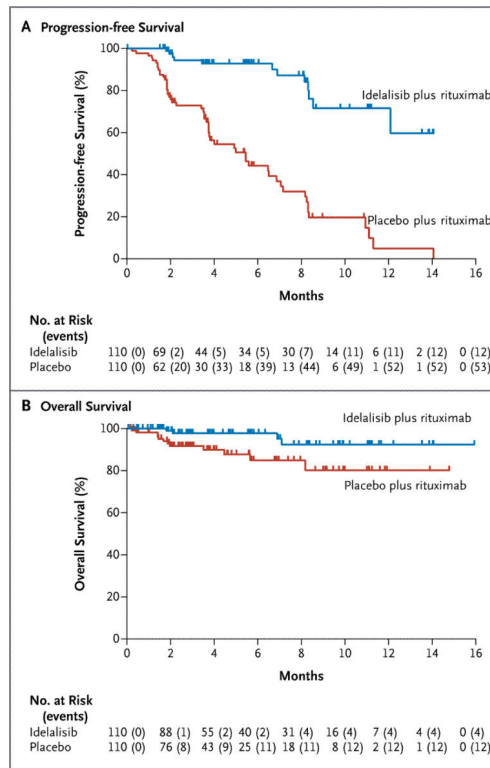 A Progression-free Survival
100
80
60
40
20
0
Progression-free Survival (%)
Idelalisib plus rituximab
Placebo plus rituximab
0 2 4 6 8 10 12 14 16
Months
No. at Risk
(events)
Idelalisib 110 (0) 69 (2) 44 (5) 34 (5) 30 (7) 14 (11) 6 (11) 2 (12) 0 (12)
Placebo 110 (0) 62 (20) 30 (33) 18 (39) 13 (44) 6 (49) 1 (52) 1 (52) 0 (53)
B Overall Survival
100
80
60
40
20
0
Overall Survival (%)
Idelalisib plus rituximab
Placebo plus rituximab
0 2 4 6 8 10 12 14 16
Months
No. at Risk
(events)
Idelalisib 110 (0) 88 (1) 55 (2) 40 (2) 31 (4) 16 (4) 7 (4) 4 (4) 0 (4)
Placebo 110 (0) 76 (8) 43 (9) 25 (11) 18 (11) 8 (12) 2 (12) 1 (12) 0 (12)